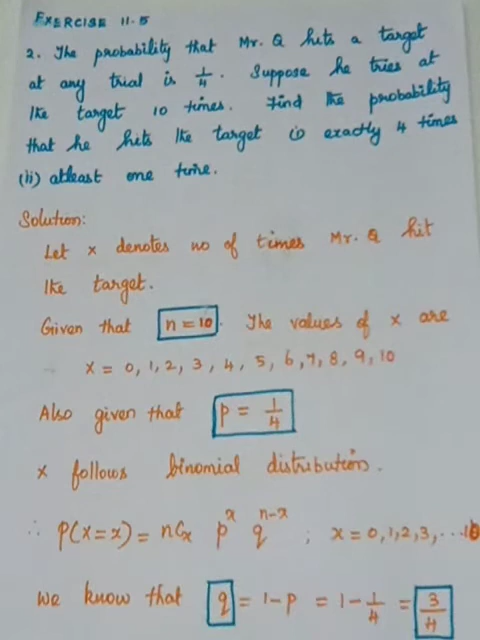 EXERCISE 11.5
2. The probability that Mr. Q hits a target
at any trial is 1/4. Suppose he tries at
the target 10 times. Find the probability
that he hits the target is exactly 4 times
(ii) atleast one time.
Solution:
Let x denotes no of times Mr. Q hit
the target.
Given that n = 10. The values of x are
x = 0, 1, 2, 3, 4, 5, 6, 7, 8, 9, 10
Also given that p = 1/4
x follows binomial distribution.
∴ P(x=x) = nCx p^x q^(n-x) ; x = 0, 1, 2, 3, ... 10
we know that q = 1 - p = 1 - 1/4 = 3/4